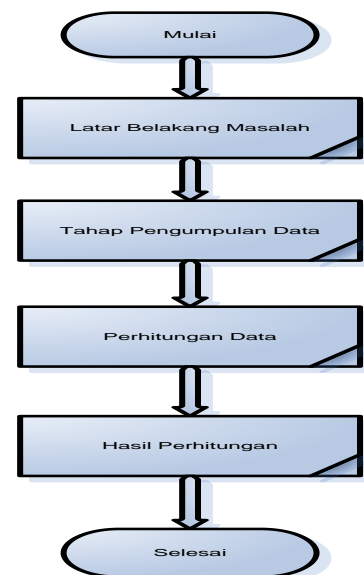 Mulai
Latar Belakang Masalah
Tahap Pengumpulan Data
Perhitungan Data
Hasil Perhitungan
Selesai